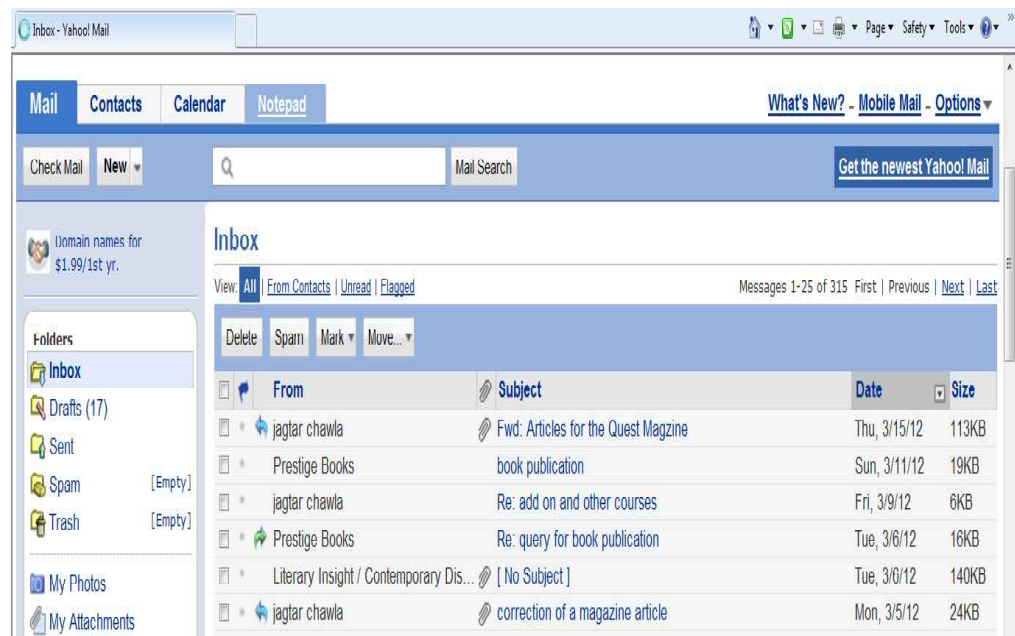 Inbox - Yahoo! Mail
Page Safety Tools
Mail Contacts Calendar Notepad What's New? - Mobile Mail - Options
Check Mail New Mail Search Get the newest Yahoo! Mail
Domain names for
$1.99/1st yr.
Inbox
View: All | From Contacts | Unread | Flagged Messages 1-25 of 315 First | Previous | Next | Last
Delete Spam Mark Move...
Folders
Inbox
Drafts (17)
Sent
Spam [Empty]
Trash [Empty]
My Photos
My Attachments
From Subject Date Size
jagtar chawla Fwd: Articles for the Quest Magzine Thu, 3/15/12 113KB
Prestige Books book publication Sun, 3/11/12 19KB
jagtar chawla Re: add on and other courses Fri, 3/9/12 6KB
Prestige Books Re: query for book publication Tue, 3/6/12 16KB
Literary Insight / Contemporary Dis... [ No Subject ] Tue, 3/6/12 140KB
jagtar chawla correction of a magazine article Mon, 3/5/12 24KB